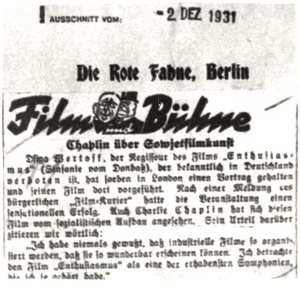 AUSSCHNITT VOM: -2 DEZ 1931
Die Rote Fahne, Berlin
Film und Bühne
Chaplin über Sowjetfilmkunst
Dsiga Wertoff, der Regisseur des Films „Enthusias-
mus" (Sinfonie vom Donbaß), der bekanntlich in Deutschland
verboten ist, hat soeben in London einen Vortrag gehalten
und seinen Film dort vorgeführt. Nach einer Meldung des
bürgerlichen „Film-Kurier" hatte die Veranstaltung einen
sensationellen Erfolg. Auch Charlie Chaplin hat sich diesen
Film vom sozialistischen Aufbau angesehen. Sein Urteil darüber
zitieren wir wörtlich:
„Ich habe niemals gewußt, daß industrielle Filme so organi-
siert werden, daß sie so wunderbar erscheinen können. Ich betrachte
den Film „Enthusiasmus" als eine der erhabensten Symphonien,
die ich je gehört habe."